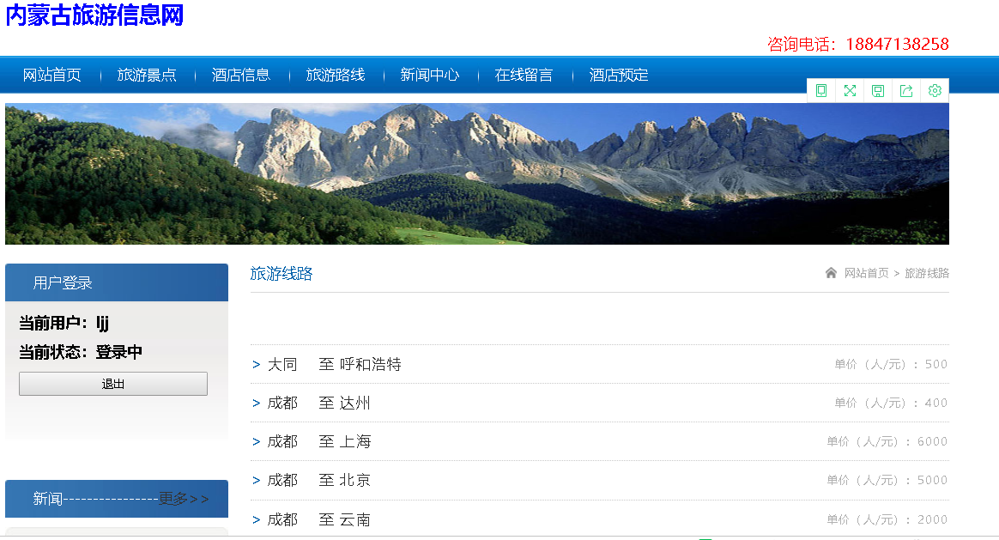 内蒙古旅游信息网
咨询电话：18847138258
网站首页 旅游景点 酒店信息 旅游路线 新闻中心 在线留言 酒店预定
用户登录
当前用户：ljj
当前状态：登录中
退出
新闻----------------更多>>
旅游线路
网站首页 > 旅游线路
> 大同 至 呼和浩特 单价（人/元）：500
> 成都 至 达州 单价（人/元）：400
> 成都 至 上海 单价（人/元）：6000
> 成都 至 北京 单价（人/元）：5000
> 成都 至 云南 单价（人/元）：2000